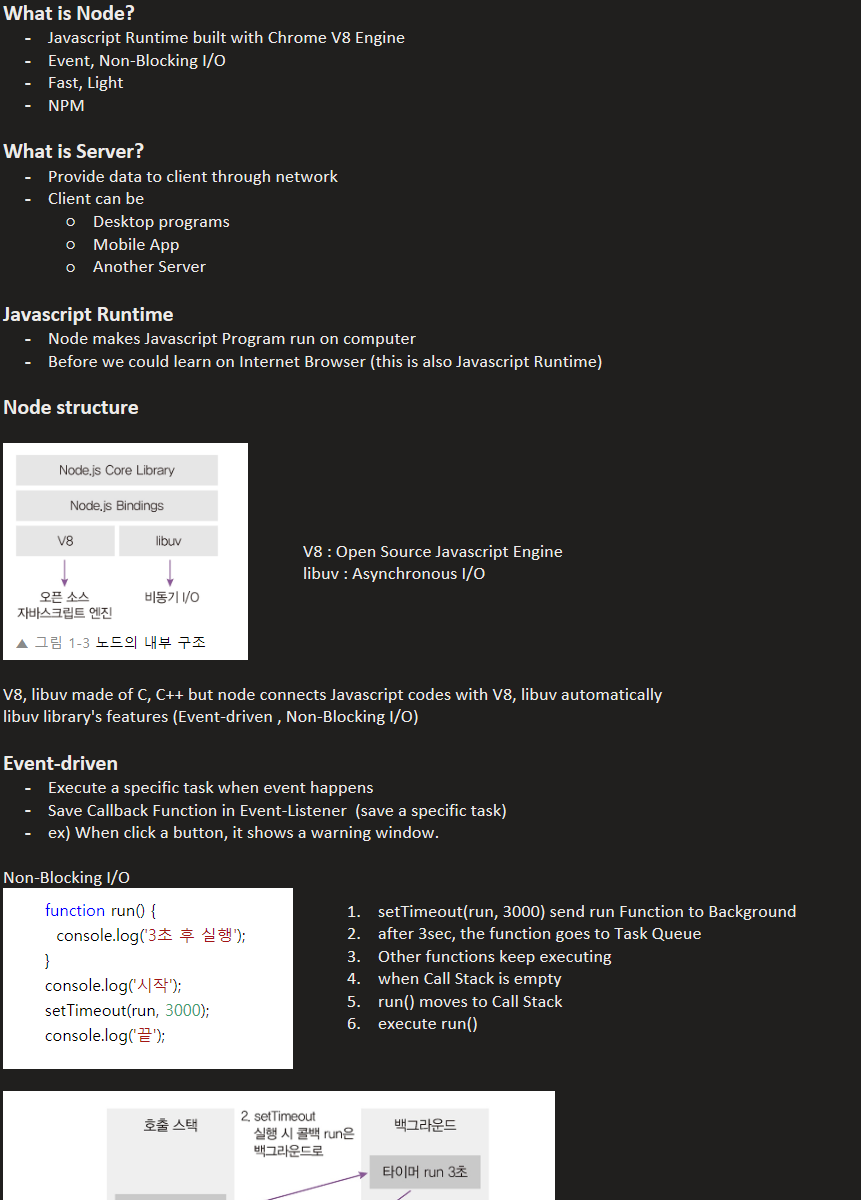 What is Node?
- Javascript Runtime built with Chrome V8 Engine
- Event, Non-Blocking I/O
- Fast, Light
- NPM
What is Server?
- Provide data to client through network
- Client can be
○ Desktop programs
○ Mobile App
○ Another Server
Javascript Runtime
- Node makes Javascript Program run on computer
- Before we could learn on Internet Browser (this is also Javascript Runtime)
Node structure
Node.js Core Library
Node.js Bindings
V8 libuv
오픈 소스
자바스크립트 엔진
비동기 I/O
▲ 그림 1-3 노드의 내부 구조
V8 : Open Source Javascript Engine
libuv : Asynchronous I/O
V8, libuv made of C, C++ but node connects Javascript codes with V8, libuv automatically
libuv library's features (Event-driven , Non-Blocking I/O)
Event-driven
- Execute a specific task when event happens
- Save Callback Function in Event-Listener (save a specific task)
- ex) When click a button, it shows a warning window.
Non-Blocking I/O
function run() {
console.log('3초 후 실행');
}
console.log('시작');
setTimeout(run, 3000);
console.log('끝');
1. setTimeout(run, 3000) send run Function to Background
2. after 3sec, the function goes to Task Queue
3. Other functions keep executing
4. when Call Stack is empty
5. run() moves to Call Stack
6. execute run()
호출 스택
2. setTimeout
실행 시 콜백 run은
백그라운드로
백그라운드
타이머 run 3초